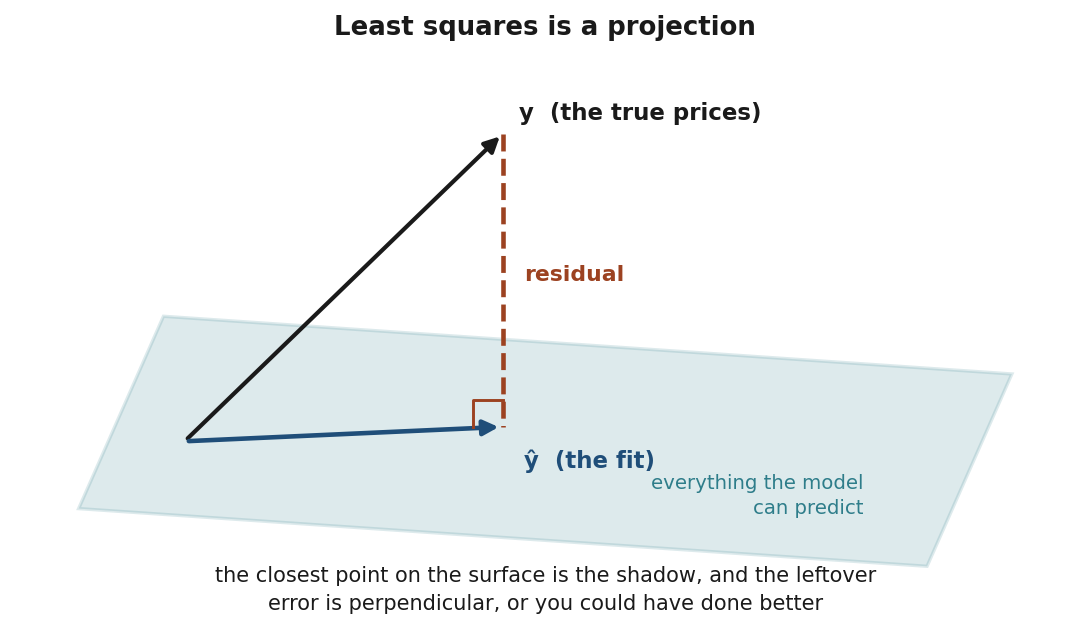 Least squares is a projection
y (the true prices)
residual
ŷ (the fit)
everything the model
can predict
the closest point on the surface is the shadow, and the leftover
error is perpendicular, or you could have done better